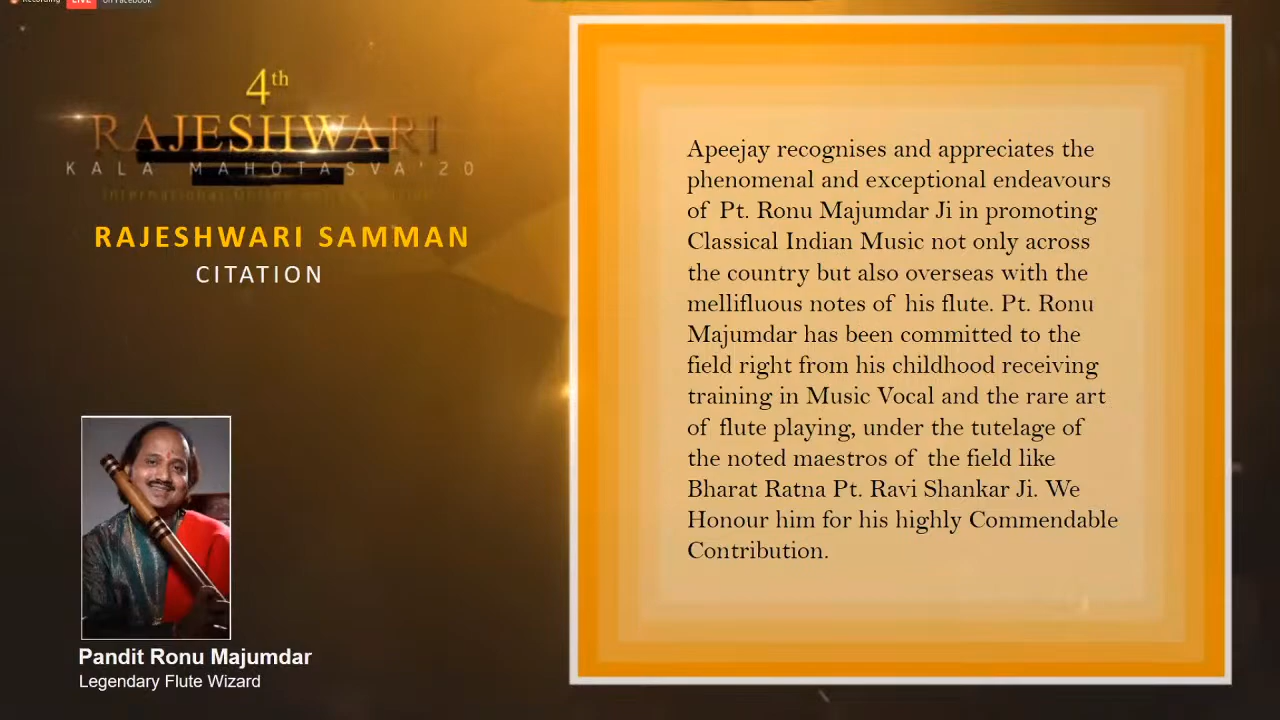 Recording LIVE on Facebook
4th
RAJESHWARI
KALA MAHOTASVA'20
RAJESHWARI SAMMAN
CITATION
Apeejay recognises and appreciates the
phenomenal and exceptional endeavours
of Pt. Ronu Majumdar Ji in promoting
Classical Indian Music not only across
the country but also overseas with the
mellifluous notes of his flute. Pt. Ronu
Majumdar has been committed to the
field right from his childhood receiving
training in Music Vocal and the rare art
of flute playing, under the tutelage of
the noted maestros of the field like
Bharat Ratna Pt. Ravi Shankar Ji. We
Honour him for his highly Commendable
Contribution.
Pandit Ronu Majumdar
Legendary Flute Wizard